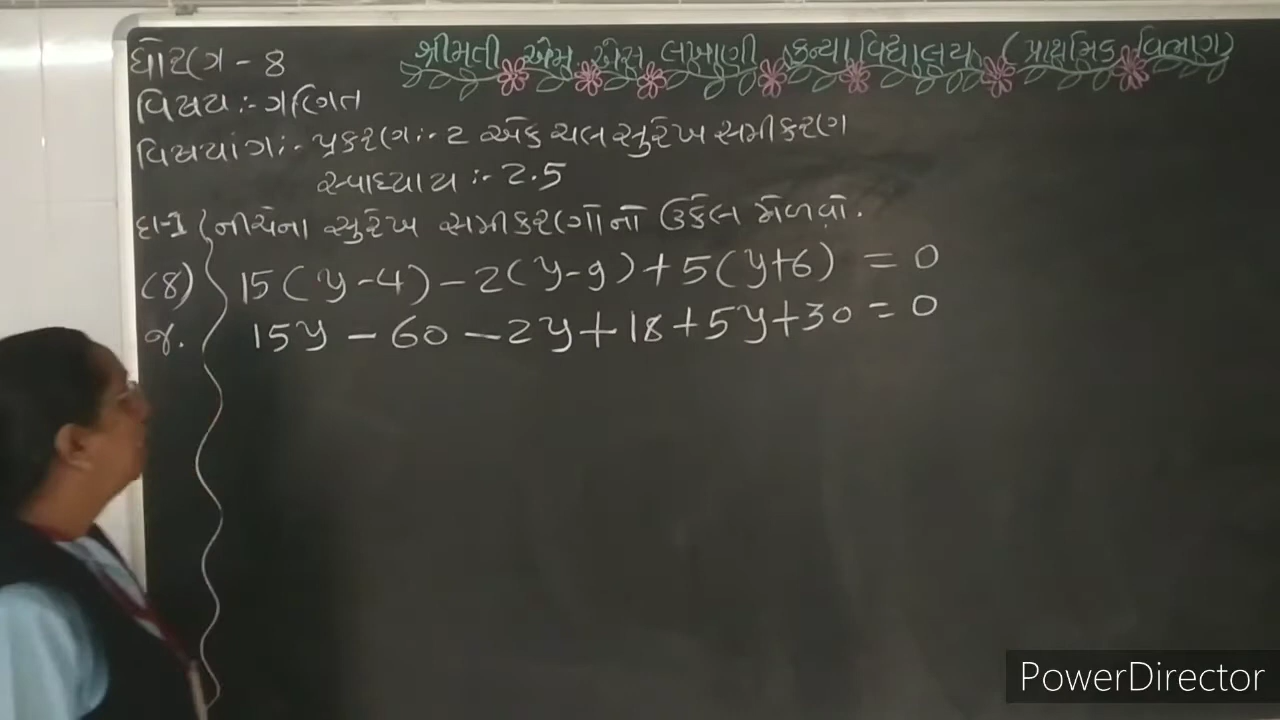 શ્રીમતી એમ એસ લખાણી કન્યા વિદ્યાલય (પ્રાથમિક વિભાગ)
ધોરણ - 8
વિષય :- ગણિત
વિષયાંગ :- પ્રકરણ :- 2 એક ચલ સુરેખ સમીકરણ
સ્વાધ્યાય :- 2.5
દા-1 નીચેના સુરેખ સમીકરણોનો ઉકેલ મેળવો.
(8) 15(y-4) - 2(y-9) + 5(y+6) = 0
જ. 15y - 60 - 2y + 18 + 5y + 30 = 0
PowerDirector